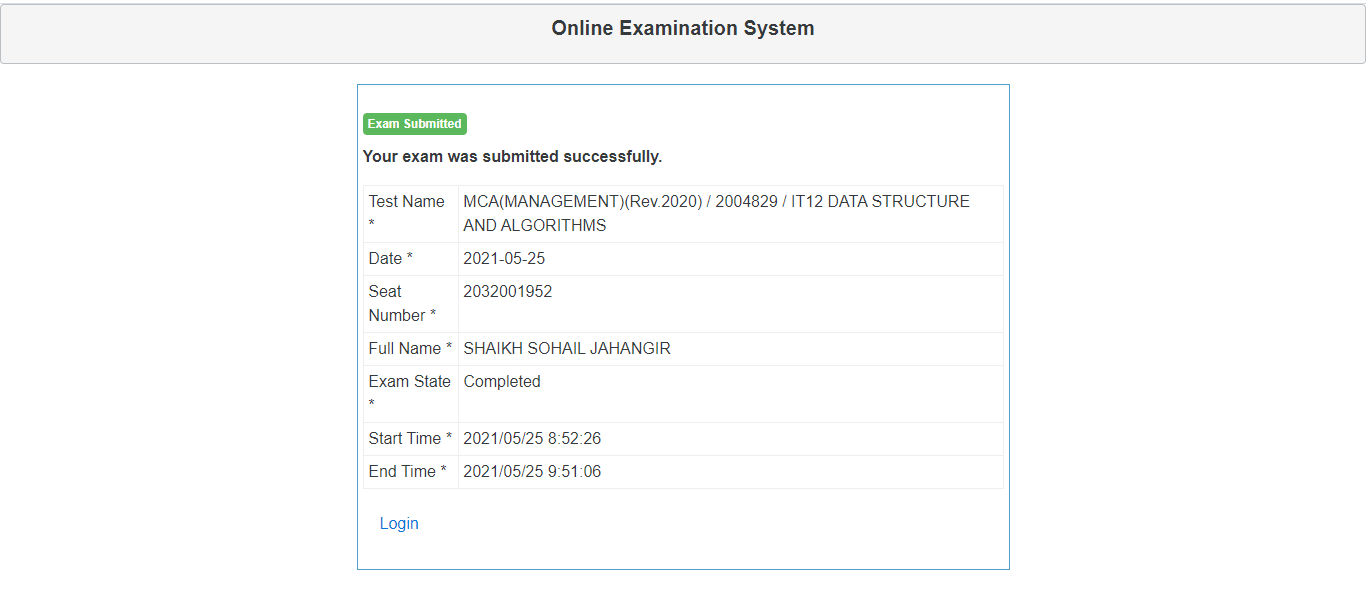 Online Examination System
Exam Submitted
Your exam was submitted successfully.
Test Name MCA(MANAGEMENT)(Rev.2020) / 2004829 / IT12 DATA STRUCTURE
* AND ALGORITHMS
Date * 2021-05-25
Seat 2032001952
Number *
Full Name * SHAIKH SOHAIL JAHANGIR
Exam State Completed
*
Start Time * 2021/05/25 8:52:26
End Time * 2021/05/25 9:51:06
Login